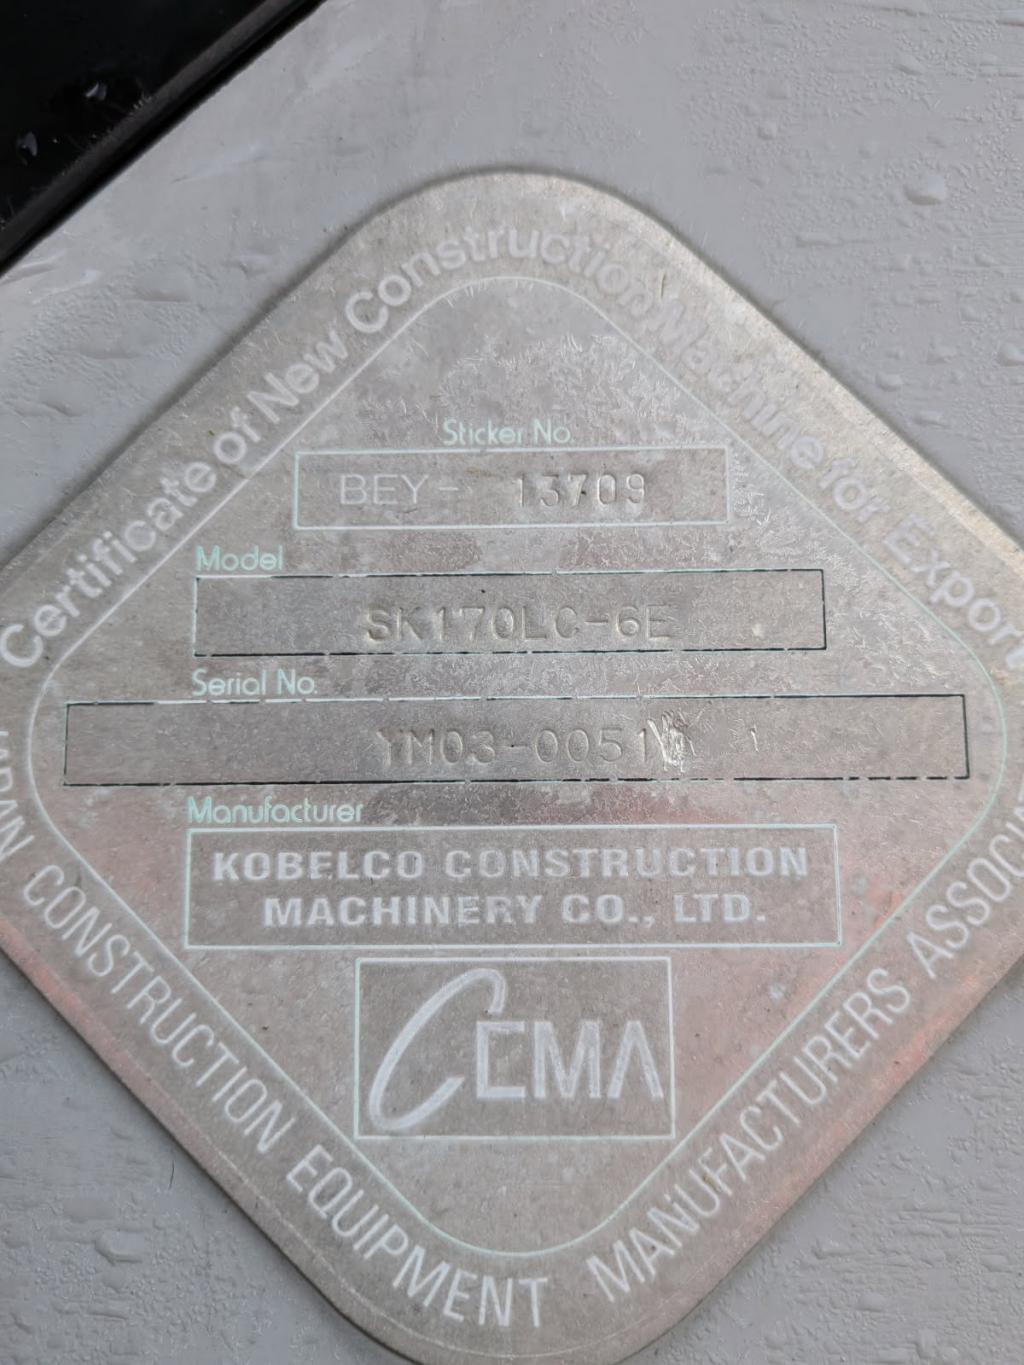 Certificate of New Construction Machine for Export
Sticker No.
BEY- 13709
Model
SK170LC-6E
Serial No.
Manufacturer
KOBELCO CONSTRUCTION
MACHINERY CO., LTD.
CEMA
CONSTRUCTION EQUIPMENT MANUFACTURERS